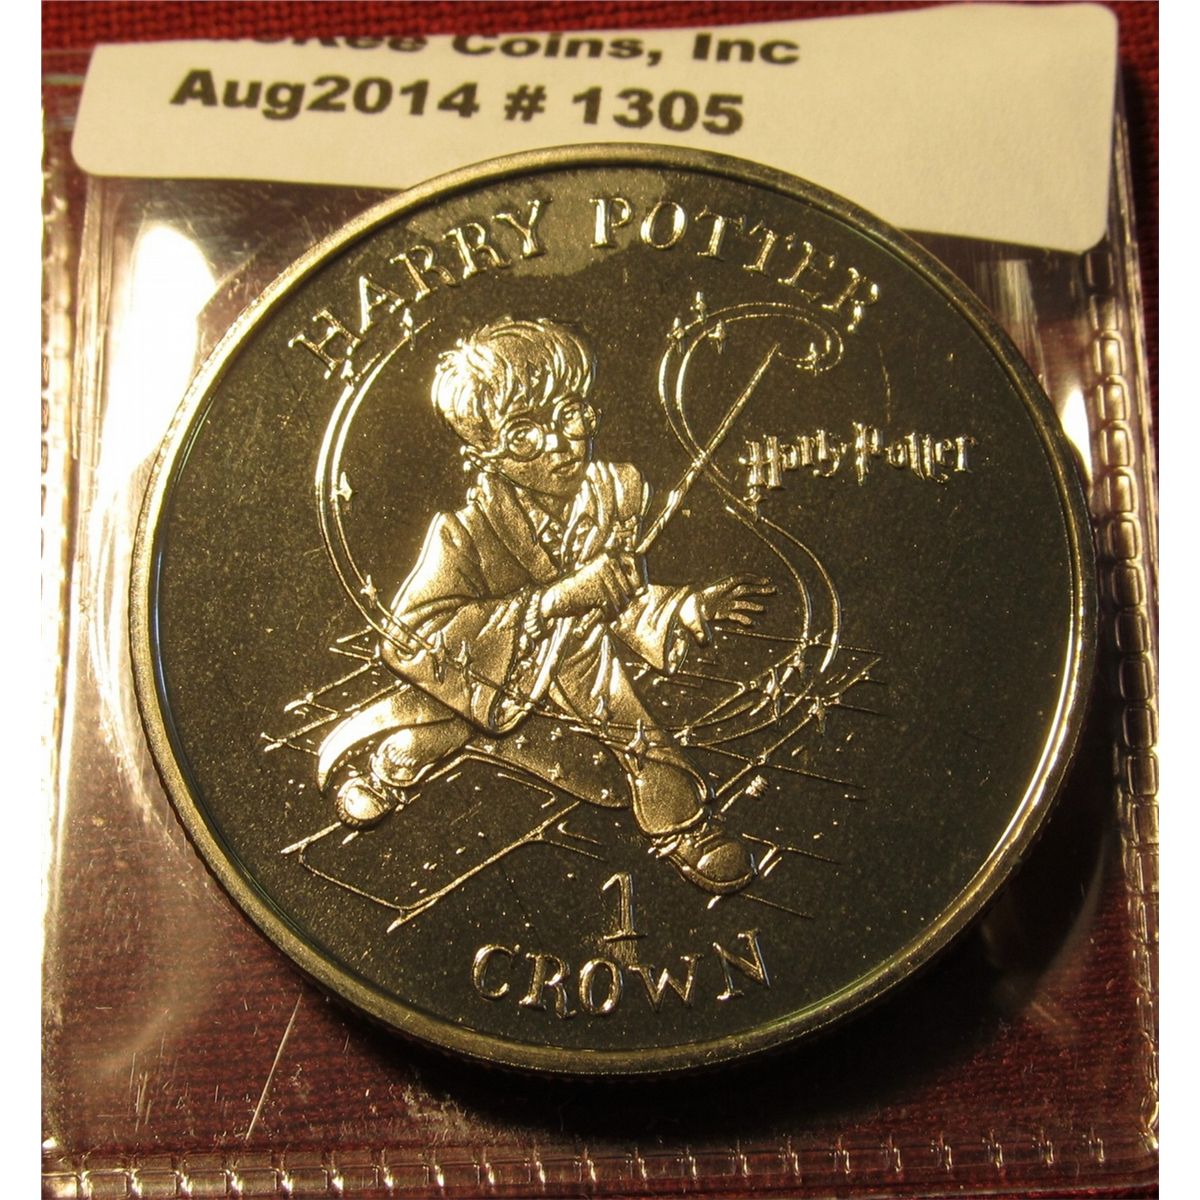 Coins, Inc
Aug2014 # 1305
HARRY POTTER
Harry Potter
1
CROWN